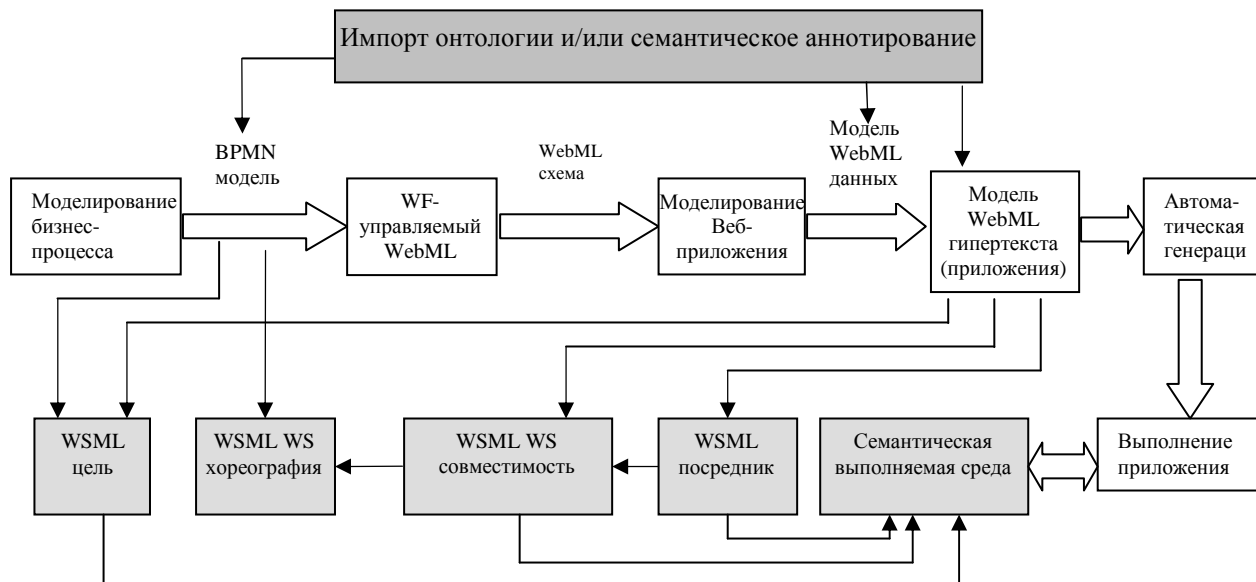 Импорт онтологии и/или семантическое аннотирование
BPMN
модель
WebML
схема
Модель
WebML
данных
Моделирование
бизнес-
процесса
WF-
управляемый
WebML
Моделирование
Веб-
приложения
Модель
WebML
гипертекста
(приложения)
Автома-
тическая
генераци
WSML
цель
WSML WS
хореография
WSML WS
совместимость
WSML
посредник
Семантическая
выполняемая среда
Выполнение
приложения